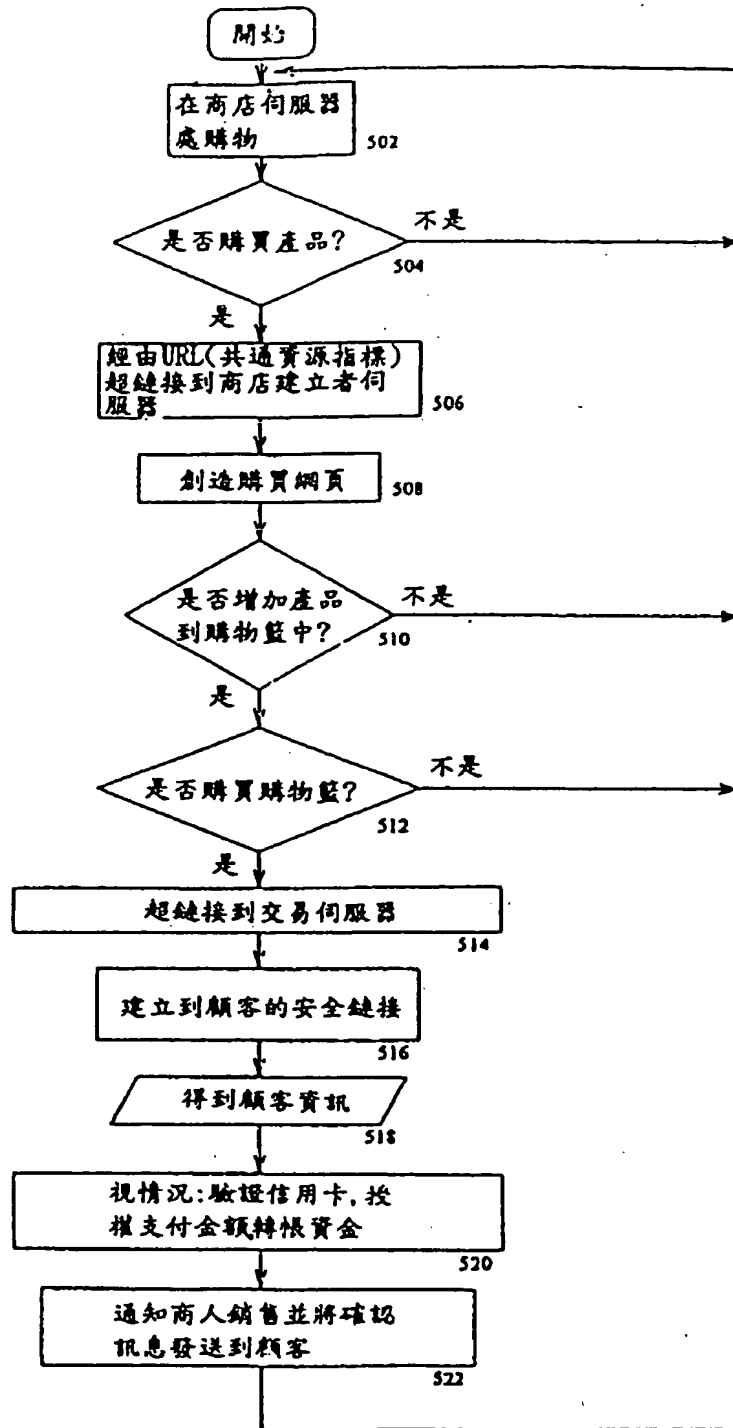 開始
在商店伺服器
處購物
502
是否購買產品?
不是
504
是
經由URL(共通資源指標)
超鏈接到商店建立者伺
服器
506
創造購買網頁
508
是否增加產品
到購物籃中?
不是
510
是
是否購買購物籃?
不是
512
是
超鏈接到交易伺服器
514
建立到顧客的安全鏈接
516
得到顧客資訊
518
視情況:驗證信用卡,授
權支付金額轉帳資金
520
通知商人銷售並將確認
訊息發送到顧客
522